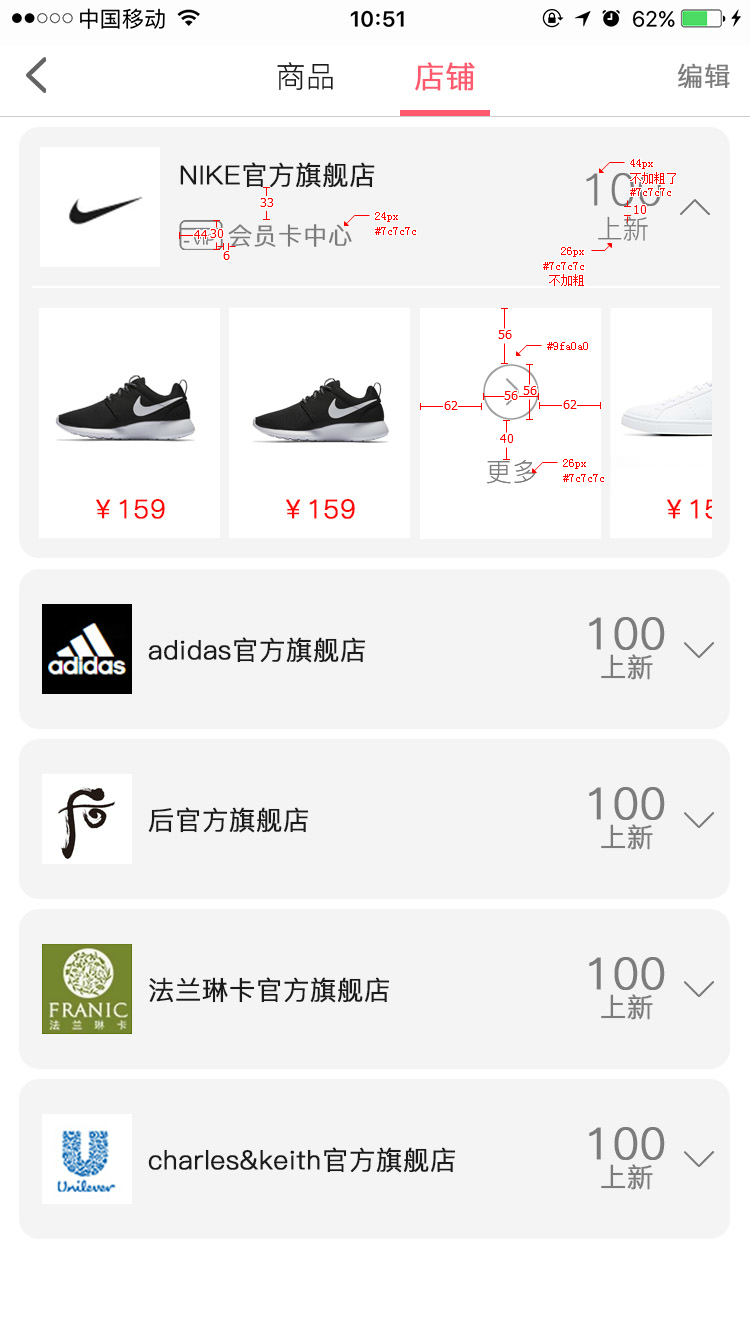 中国移动 10:51 62%
商品 店铺 编辑
NIKE官方旗舰店
33
VIP 会员卡中心
44 30
6
24px
#7c7c7c
100
44px
不加粗了
#7c7c7c
10
上新
26px
#7c7c7c
不加粗
¥159
¥159
56
#9fa0a0
62 56 56 62
40
更多
26px
#7c7c7c
¥15
adidas
adidas官方旗舰店
100
上新
后官方旗舰店
100
上新
FRANIC
法兰琳卡
法兰琳卡官方旗舰店
100
上新
Unilever
charles&keith官方旗舰店
100
上新